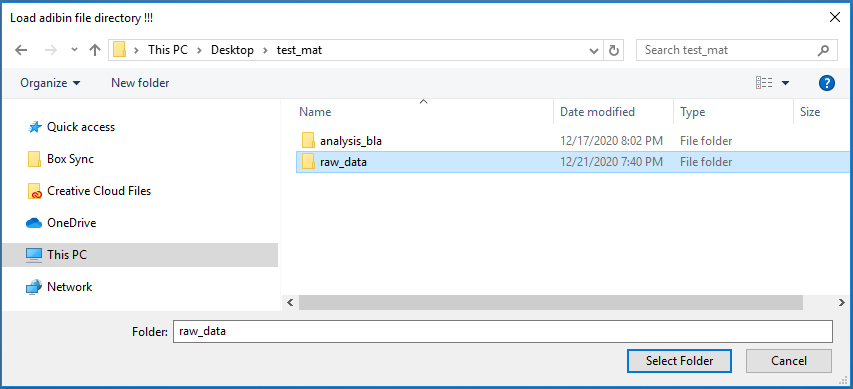 Load adibin file directory !!!
This PC Desktop test_mat
Search test_mat
Organize
New folder
?
Name Date modified Type Size
Quick access
Box Sync
Creative Cloud Files
OneDrive
This PC
Network
analysis_bla 12/17/2020 8:02 PM File folder
raw_data 12/21/2020 7:40 PM File folder
Folder: raw_data
Select Folder
Cancel